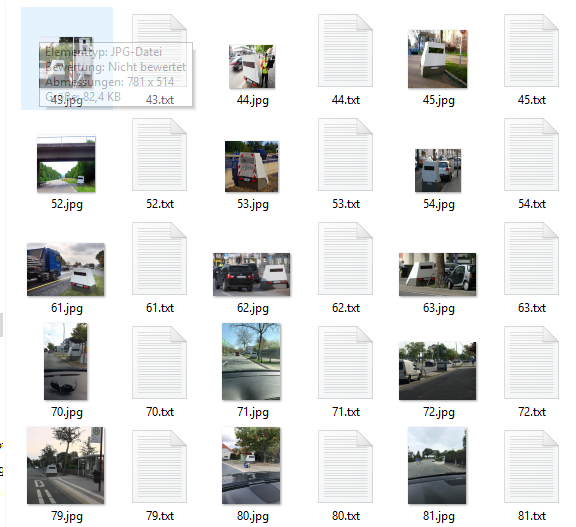 Elementtyp: JPG-Datei
Bewertung: Nicht bewertet
Abmessungen: 781 x 514
Größe: 82,4 KB
43.jpg 43.txt 44.jpg 44.txt 45.jpg 45.txt
52.jpg 52.txt 53.jpg 53.txt 54.jpg 54.txt
61.jpg 61.txt 62.jpg 62.txt 63.jpg 63.txt
70.jpg 70.txt 71.jpg 71.txt 72.jpg 72.txt
79.jpg 79.txt 80.jpg 80.txt 81.jpg 81.txt